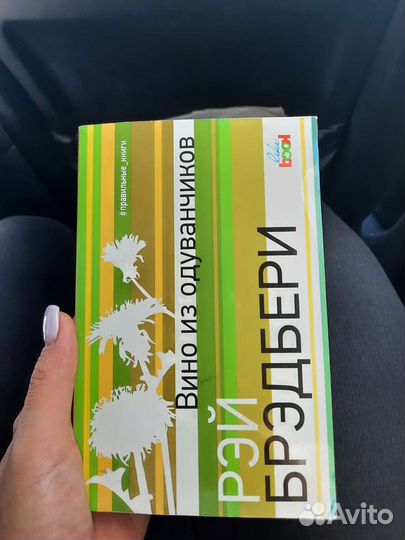 #правильные_книги
Вино из одуванчиков
РЭЙ
БРЭДБЕРИ
like
book
Avito